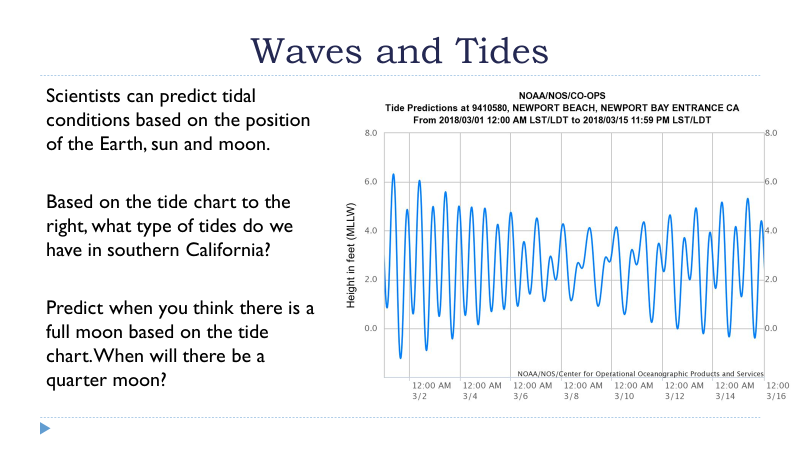 Waves and Tides
Scientists can predict tidal
conditions based on the position
of the Earth, sun and moon.
Based on the tide chart to the
right, what type of tides do we
have in southern California?
Predict when you think there is a
full moon based on the tide
chart. When will there be a
quarter moon?
NOAA/NOS/CO-OPS
Tide Predictions at 9410580, NEWPORT BEACH, NEWPORT BAY ENTRANCE CA
From 2018/03/01 12:00 AM LST/LDT to 2018/03/15 11:59 PM LST/LDT
8.0 8.0
6.0 6.0
4.0 4.0
2.0 2.0
0.0 0.0
Height in feet (MLLW)
NOAA/NOS/Center for Operational Oceanographic Products and Services
12:00 AM 12:00 AM 12:00 AM 12:00 AM 12:00 AM 12:00 AM 12:00 AM 12:00
3/2 3/4 3/6 3/8 3/10 3/12 3/14 3/16